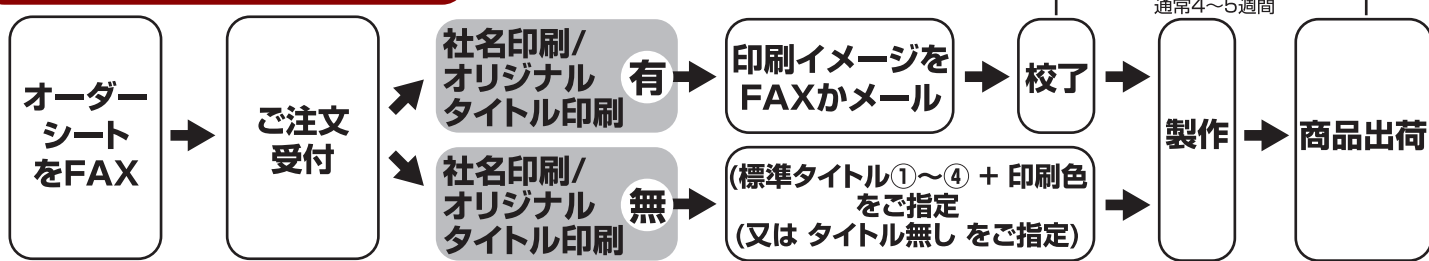 通常4〜5週間
オーダー
シート
をFAX
ご注文
受付
社名印刷/
オリジナル
タイトル印刷
有
印刷イメージを
FAXかメール
校了
社名印刷/
オリジナル
タイトル印刷
無
(標準タイトル①〜④ + 印刷色
をご指定
(又は タイトル無し をご指定)
製作
商品出荷